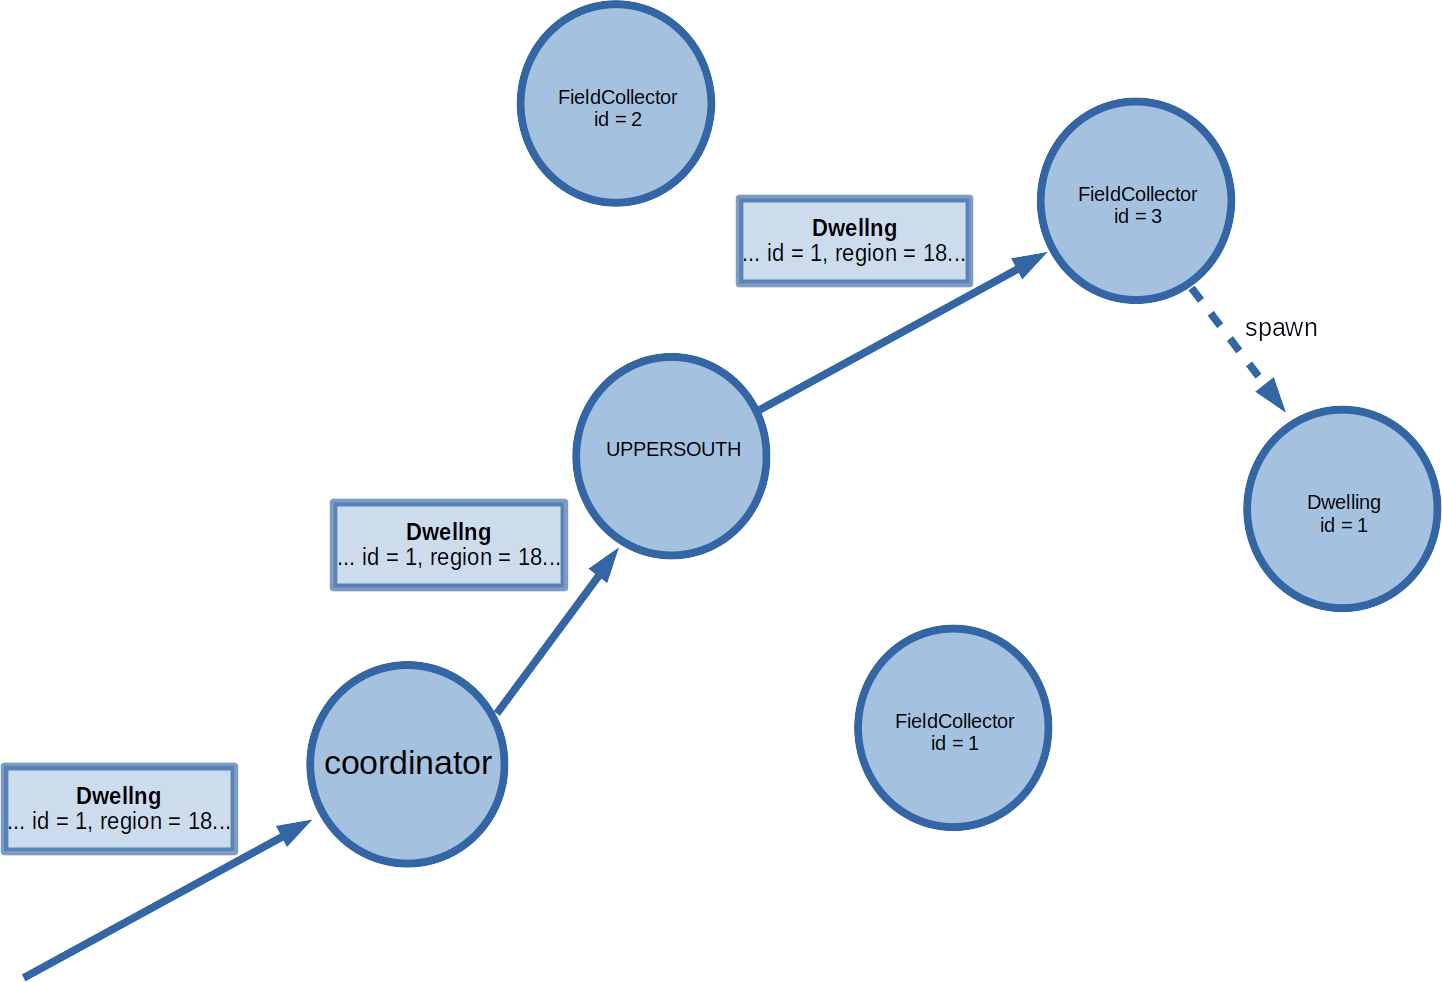 FieldCollector
id = 2
FieldCollector
id = 3
Dwellng
... id = 1, region = 18...
spawn
UPPERSOUTH
Dwelling
id = 1
Dwellng
... id = 1, region = 18...
FieldCollector
id = 1
coordinator
Dwellng
... id = 1, region = 18...